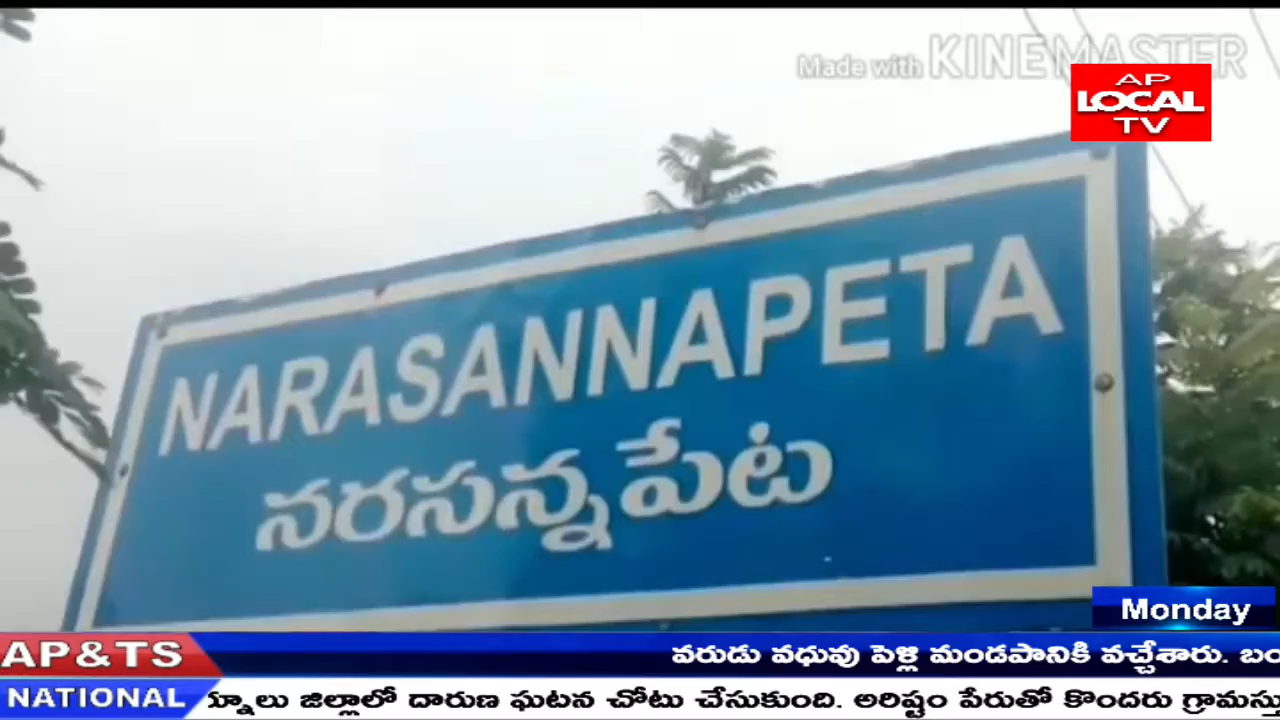 Made with KINEMASTER
AP
LOCAL
TV
NARASANNAPETA
నరసన్నపేట
Monday
AP&TS
వరుడు వధువు పెళ్లి మండపానికి వచ్చేశారు.
NATIONAL
జిల్లాలో దారుణ ఘటన చోటు చేసుకుంది. అరిష్టం పేరుతో కొందరు